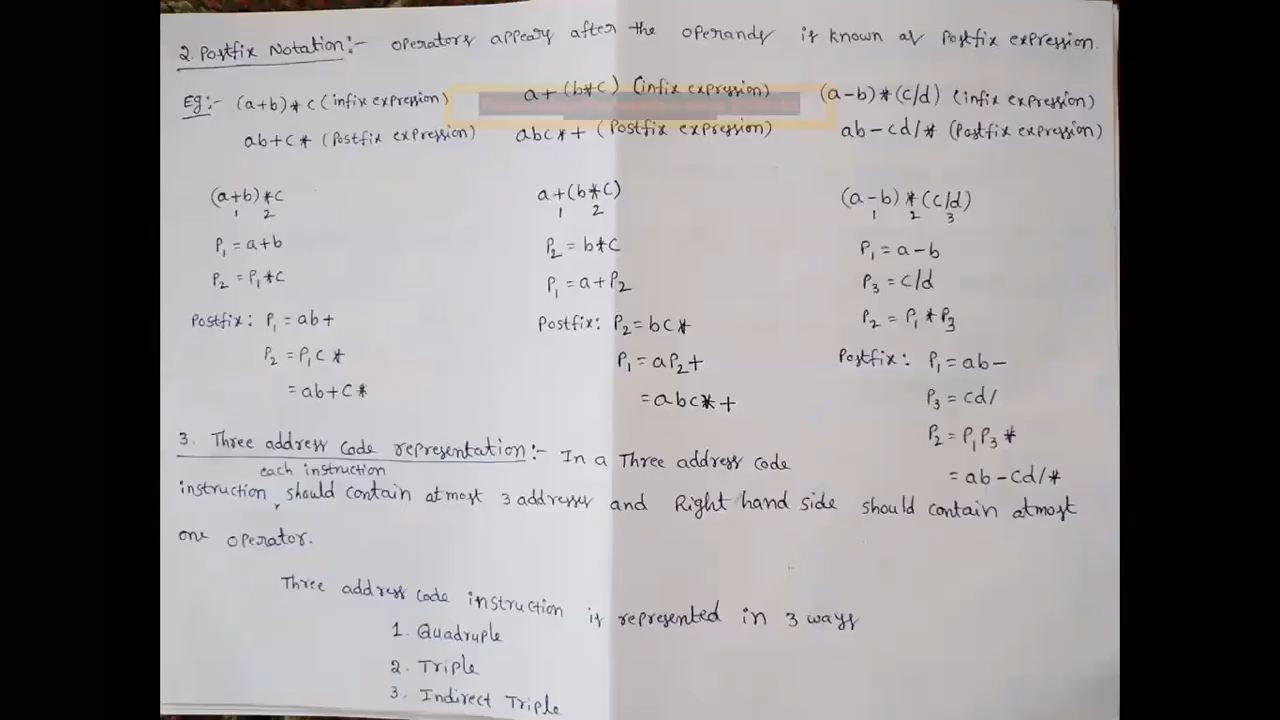 2. Postfix Notation:- operators appears after the operands is known as Postfix expression.
Eg:- (a+b)*c (infix expression) a+(b*c) (infix expression) (a-b)*(c/d) (infix expression)
ab+c* (Postfix expression) abc*+ (Postfix expression) ab-cd/* (Postfix expression)
(a+b)*c a+(b*c) (a-b)*(c/d)
1 2 1 2 1 2 3
P₁ = a+b P₂ = b*c P₁ = a-b
P₂ = P₁*c P₁ = a+P₂ P₃ = c/d
P₂ = P₁*P₃
Postfix: P₁ = ab+ Postfix: P₂ = bc* Postfix: P₁ = ab-
P₂ = P₁c* P₁ = aP₂+ P₃ = cd/
= ab+c* = abc*+ P₂ = P₁P₃*
= ab-cd/*
3. Three address code representation:- In a Three address code
each instruction
instruction, should contain atmost 3 addresses and Right hand side should contain atmost
one operator.
Three address code instruction is represented in 3 ways
1. Quadruple
2. Triple
3. Indirect Triple